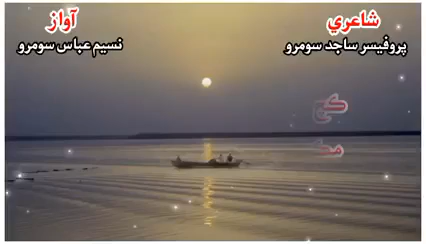 شاعري
پروفيسر ساجد سومرو
آواز
نسيم عباس سومرو